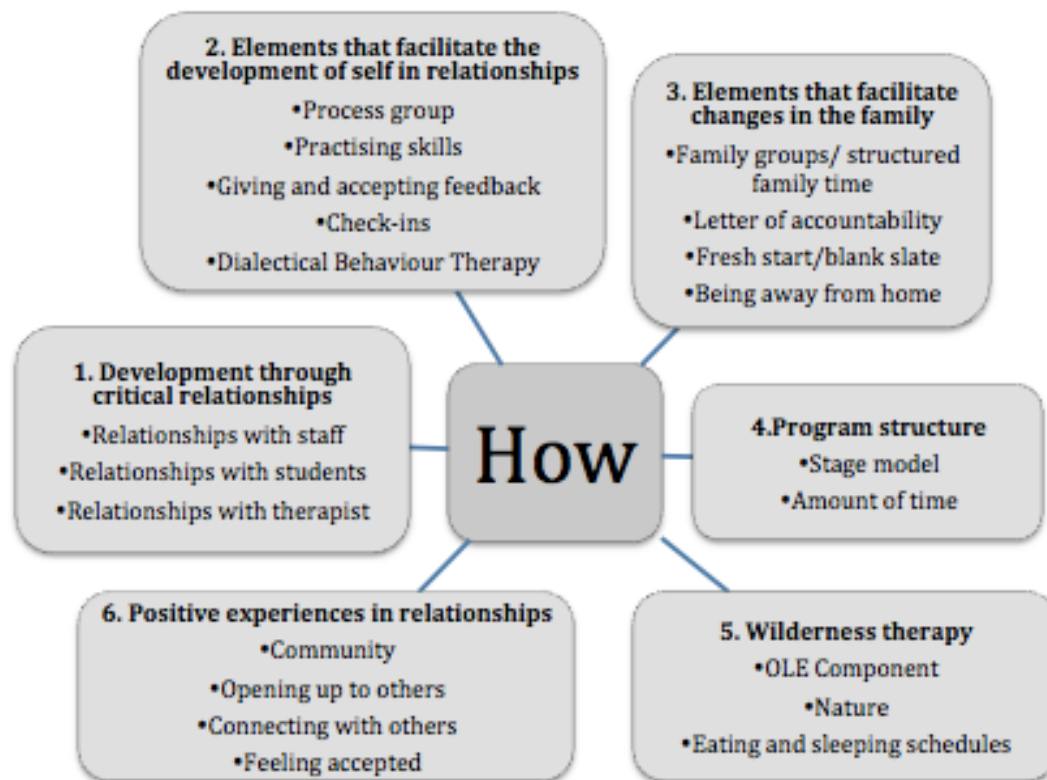 2. Elements that facilitate the
development of self in relationships
•Process group
•Practising skills
•Giving and accepting feedback
•Check-ins
•Dialectical Behaviour Therapy
3. Elements that facilitate
changes in the family
•Family groups/ structured
family time
•Letter of accountability
•Fresh start/blank slate
•Being away from home
1. Development through
critical relationships
•Relationships with staff
•Relationships with students
•Relationships with therapist
How
4.Program structure
•Stage model
•Amount of time
6. Positive experiences in relationships
•Community
•Opening up to others
•Connecting with others
•Feeling accepted
5. Wilderness therapy
•OLE Component
•Nature
•Eating and sleeping schedules